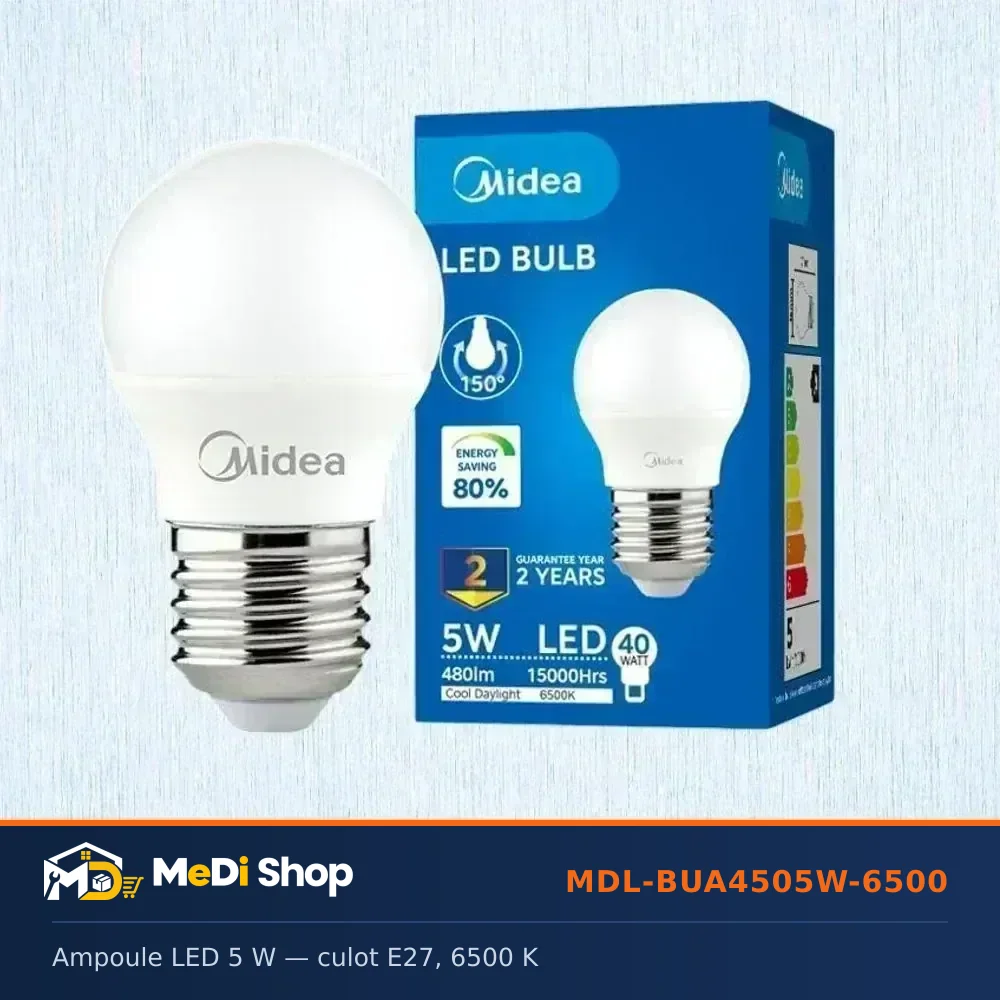 Midea
Midea
LED BULB
150°
ENERGY
SAVING
80%
Midea
Midea
2
GUARANTEE YEAR
2 YEARS
5W LED
40
WATT
480lm 15000Hrs
Cool Daylight 6500K
5
MeDi Shop
MDL-BUA4505W-6500
Ampoule LED 5 W — culot E27, 6500 K